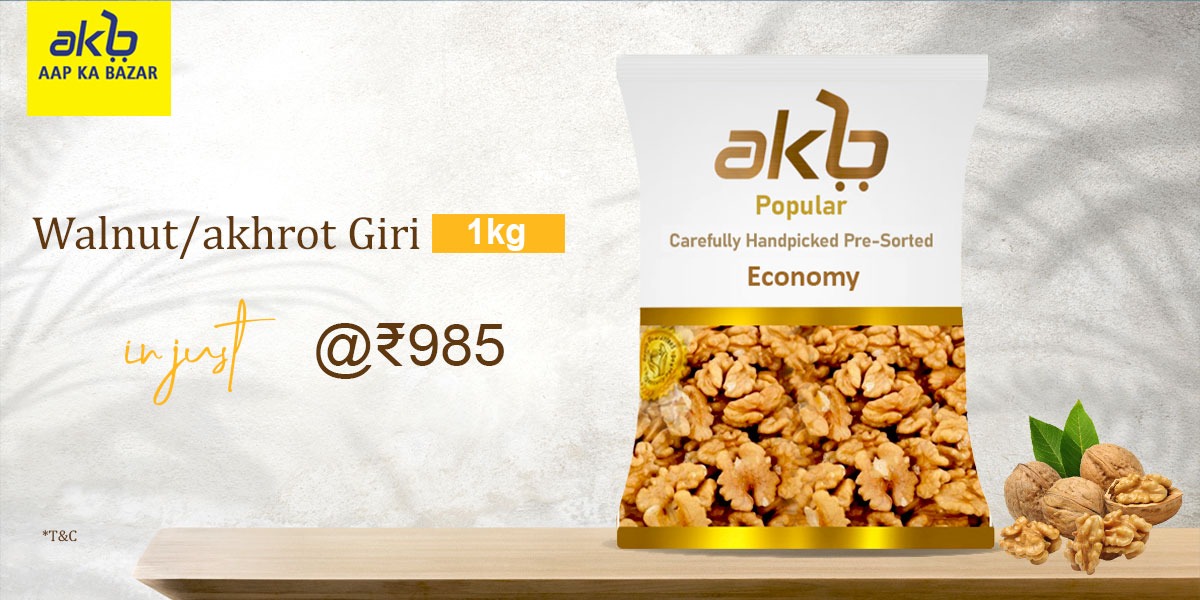 akb
AAP KA BAZAR
Walnut/akhrot Giri 1kg
in just @₹985
*T&C
akb
Popular
Carefully Handpicked Pre-Sorted
Economy